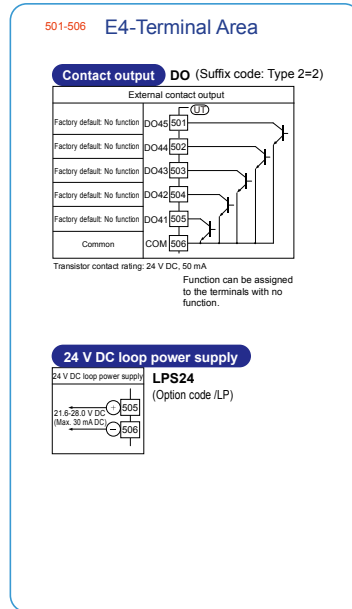 501-506 E4-Terminal Area
Contact output DO (Suffix code: Type 2=2)
External contact output
UT
Factory default: No function DO45 501
Factory default: No function DO44 502
Factory default: No function DO43 503
Factory default: No function DO42 504
Factory default: No function DO41 505
Common COM 506
Transistor contact rating: 24 V DC, 50 mA
Function can be assigned
to the terminals with no
function.
24 V DC loop power supply
24 V DC loop power supply LPS24
(Option code /LP)
21.6-28.0 V DC + 505
(Max. 30 mA DC) − 506